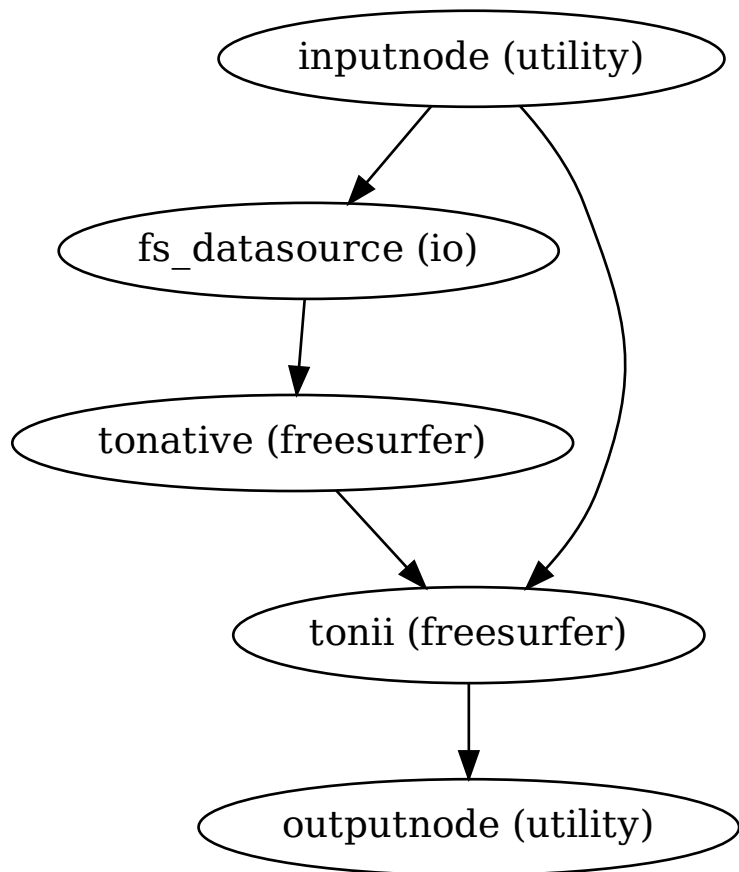 inputnode (utility)
fs_datasource (io)
tonative (freesurfer)
tonii (freesurfer)
outputnode (utility)